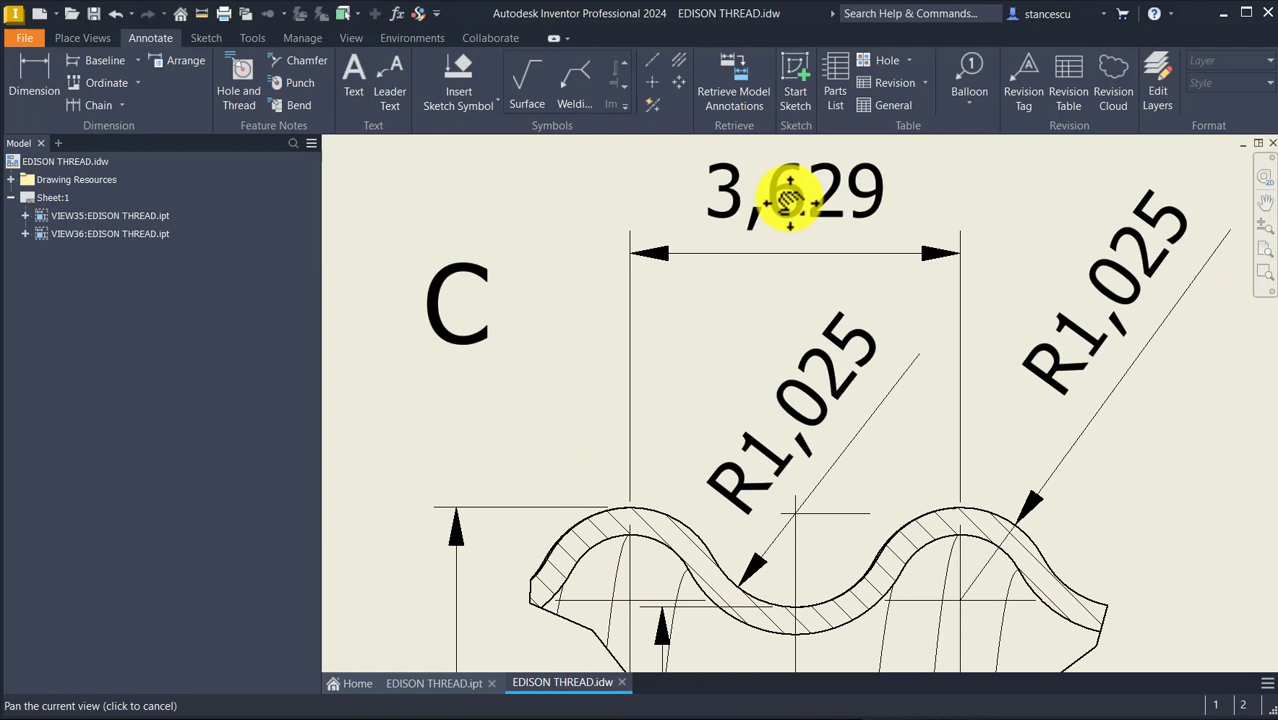 Autodesk Inventor Professional 2024 EDISON THREAD.idw
Search Help & Commands...
stancescu
File Place Views Annotate Sketch Tools Manage View Environments Collaborate
Dimension
Baseline
Ordinate
Chain
Arrange
Dimension
Hole and Thread
Chamfer
Punch
Bend
Feature Notes
Text
Leader Text
Text
Insert Sketch Symbol
Surface
Weldin...
Im
Symbols
Retrieve Model Annotations
Retrieve
Start Sketch
Sketch
Parts List
Hole
Revision
General
Table
Balloon
1
Revision Tag
Revision Table
Revision Cloud
Revision
Edit Layers
Layer
Style
Format
Model
EDISON THREAD.idw
Drawing Resources
Sheet:1
VIEW35:EDISON THREAD.ipt
VIEW36:EDISON THREAD.ipt
3,629
C
R1,025
R1,025
Home
EDISON THREAD.ipt
EDISON THREAD.idw
Pan the current view (click to cancel)
1
2